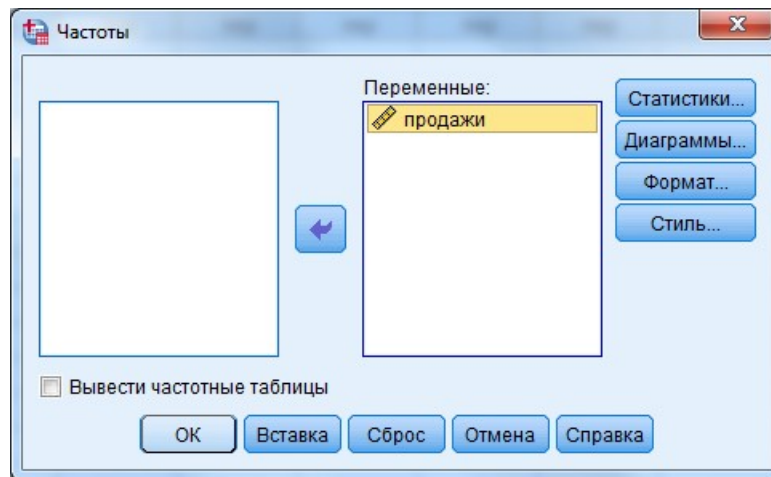 Частоты
Переменные:
продажи
Статистики...
Диаграммы...
Формат...
Стиль...
Вывести частотные таблицы
ОК
Вставка
Сброс
Отмена
Справка